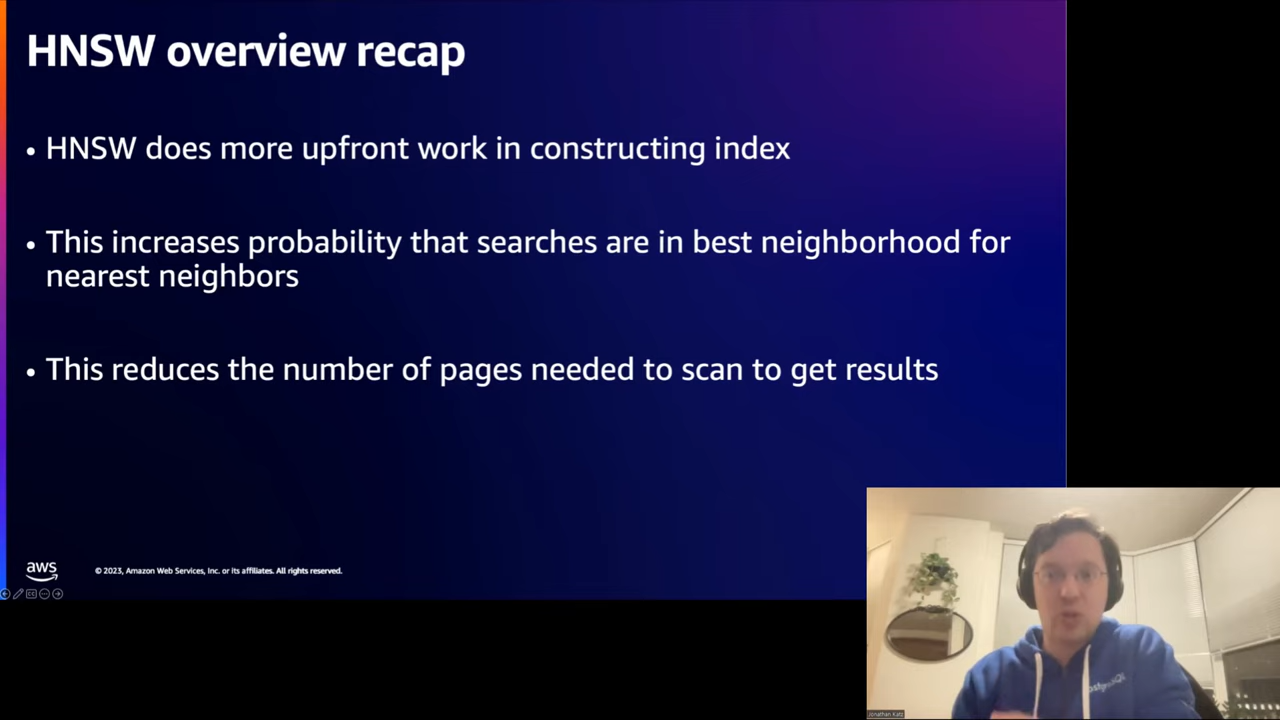 HNSW overview recap
• HNSW does more upfront work in constructing index
• This increases probability that searches are in best neighborhood for
nearest neighbors
• This reduces the number of pages needed to scan to get results
aws
© 2023, Amazon Web Services, Inc. or its affiliates. All rights reserved.
Jonathan Katz